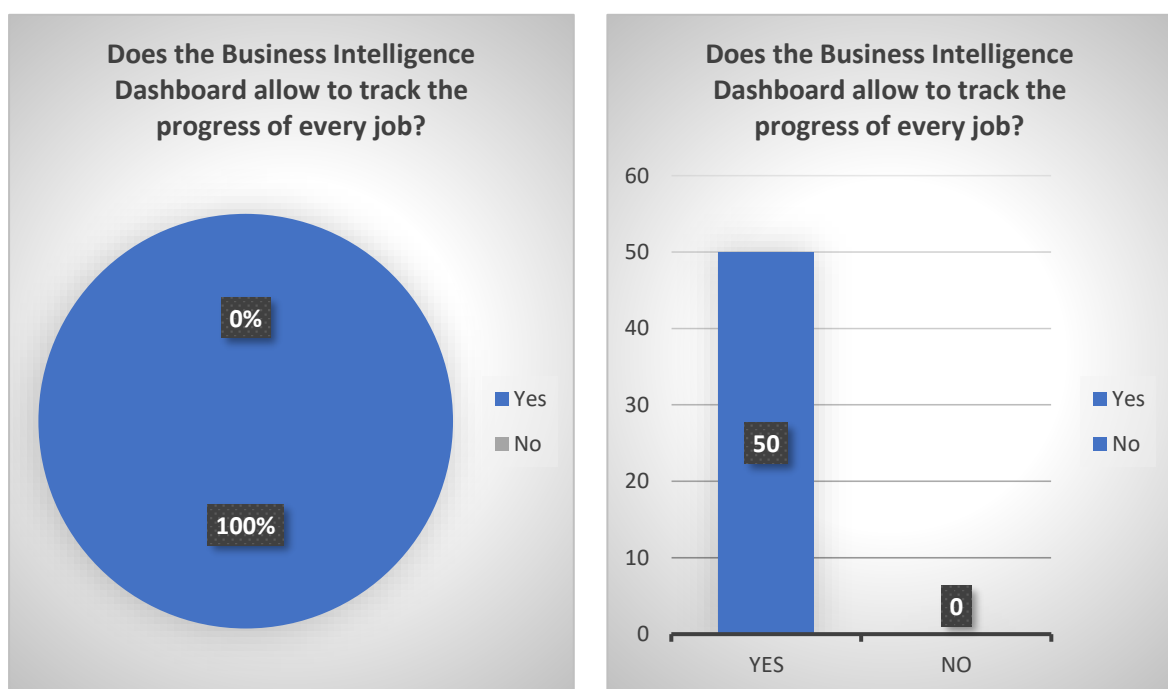 Does the Business Intelligence
Dashboard allow to track the
progress of every job?
0%
100%
Yes
No
Does the Business Intelligence
Dashboard allow to track the
progress of every job?
60
50
40
30
20
10
0
50
0
YES
NO
Yes
No